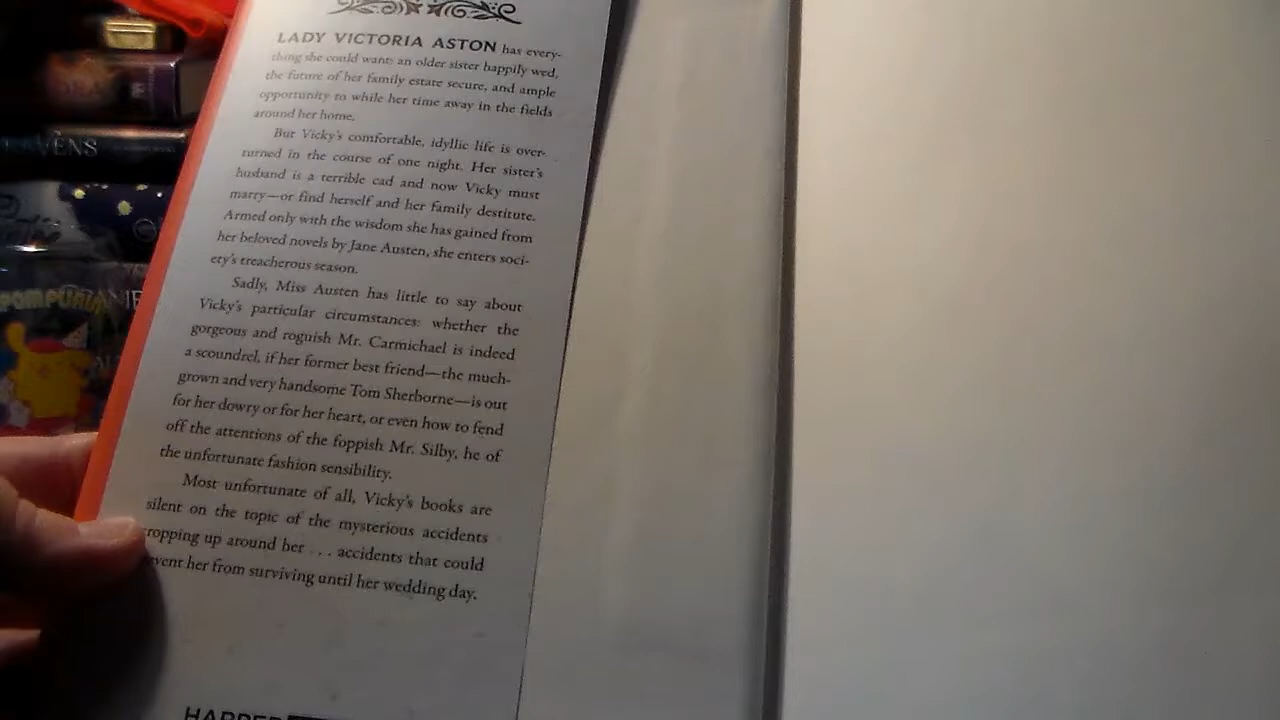 LADY VICTORIA ASTON has every-
thing she could want: an older sister happily wed,
the future of her family estate secure, and ample
opportunity to while her time away in the fields
around her home.
But Vicky's comfortable, idyllic life is over-
turned in the course of one night. Her sister's
husband is a terrible cad and now Vicky must
marry—or find herself and her family destitute.
Armed only with the wisdom she has gained from
her beloved novels by Jane Austen, she enters soci-
ety's treacherous season.
Sadly, Miss Austen has little to say about
Vicky's particular circumstances: whether the
gorgeous and roguish Mr. Carmichael is indeed
a scoundrel, if her former best friend—the much-
grown and very handsome Tom Sherborne—is out
for her dowry or for her heart, or even how to fend
off the attentions of the foppish Mr. Silby, he of
the unfortunate fashion sensibility.
Most unfortunate of all, Vicky's books are
silent on the topic of the mysterious accidents
cropping up around her . . . accidents that could
her from surviving until her wedding day.
HARPER
POMPURIN